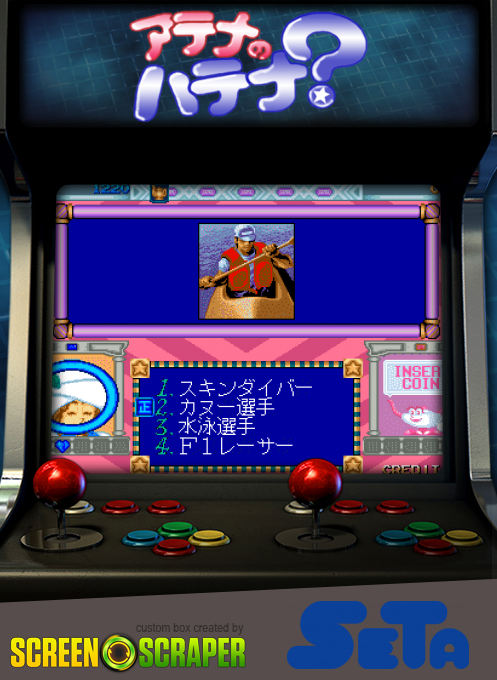 アテナの
ハテナ?
1220
INSER
COIN
1. スキンダイバー
正 2. カヌー選手
3. 水泳選手
4. F1レーサー
CREDIT
custom box created by
SCREEN SCRAPER
SETA